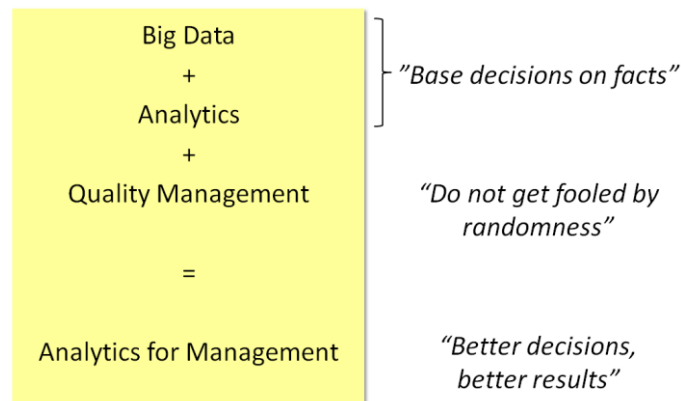 Big Data
+
Analytics
”Base decisions on facts”
+
Quality Management
“Do not get fooled by
randomness”
=
Analytics for Management
“Better decisions,
better results”